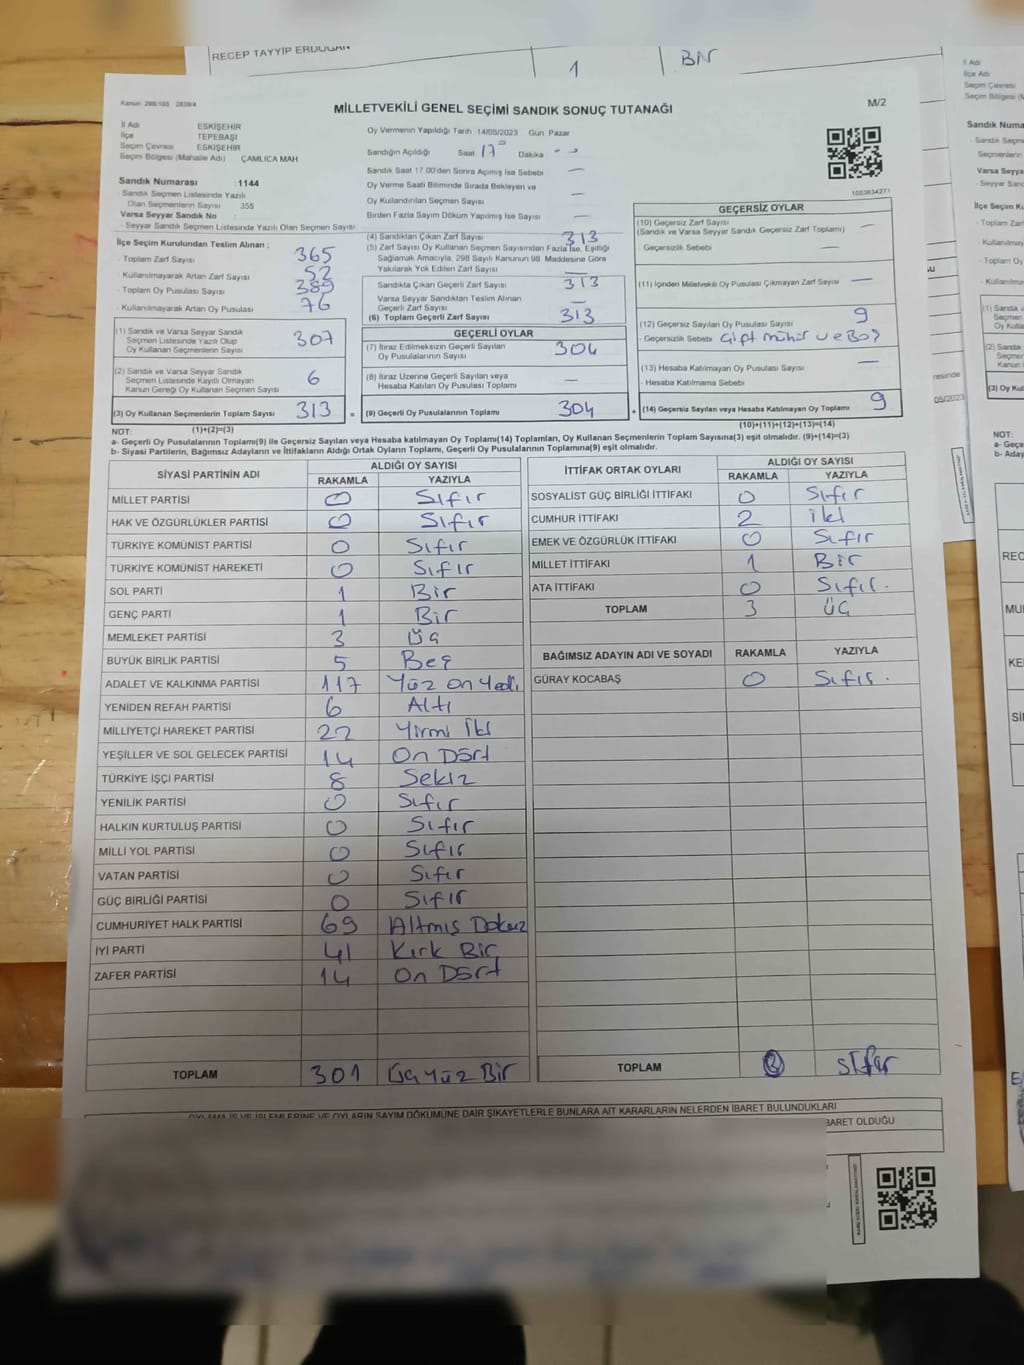 RECEP TAYYİP ERDOĞAN
1
BİR
Kanun: 298/105 2839/4
MİLLETVEKİLİ GENEL SEÇİMİ SANDIK SONUÇ TUTANAĞI
M/2
İl Adı ESKİŞEHİR
İlçe TEPEBAŞI
Seçim Çevresi ESKİŞEHİR
Seçim Bölgesi (Mahalle Adı) ÇAMLICA MAH
Sandık Numarası :1144
Sandık Seçmen Listesinde Yazılı
Olan Seçmenlerin Sayısı 355
Varsa Seyyar Sandık No
Seyyar Sandık Seçmen Listesinde Yazılı Olan Seçmen Sayısı :
İlçe Seçim Kurulundan Teslim Alınan :
- Toplam Zarf Sayısı 365
- Kullanılmayarak Artan Zarf Sayısı 52
- Toplam Oy Pusulası Sayısı 389
- Kullanılmayarak Artan Oy Pusulası 76
(1) Sandık ve Varsa Seyyar Sandık
Seçmen Listesinde Yazılı Olup
Oy Kullanan Seçmenlerin Sayısı 307
(2) Sandık ve Varsa Seyyar Sandık
Seçmen Listesinde Kayıtlı Olmayan
Kanun Gereği Oy Kullanan Seçmen Sayısı 6
(3) Oy Kullanan Seçmenlerin Toplam Sayısı 313 =
Oy Vermenin Yapıldığı Tarih 14/05/2023 Gün Pazar
Sandığın Açıldığı Saat 17 Dakika - -
Sandık Saat 17.00'den Sonra Açılmış İse Sebebi —
Oy Verme Saati Bitiminde Sırada Bekleyen ve
Oy Kullandırılan Seçmen Sayısı —
Birden Fazla Sayım Döküm Yapılmış İse Sayısı —
(4) Sandıktan Çıkan Zarf Sayısı 313
(5) Zarf Sayısı Oy Kullanan Seçmen Sayısından Fazla İse, Eşitliği
Sağlamak Amacıyla, 298 Sayılı Kanunun 98. Maddesine Göre
Yakılarak Yok Edilen Zarf Sayısı —
Sandıkta Çıkan Geçerli Zarf Sayısı 313
Varsa Seyyar Sandıktan Teslim Alınan
Geçerli Zarf Sayısı —
(6) Toplam Geçerli Zarf Sayısı 313
GEÇERLİ OYLAR
(7) İtiraz Edilmeksizin Geçerli Sayılan
Oy Pusulalarının Sayısı 304
(8) İtiraz Üzerine Geçerli Sayılan veya
Hesaba Katılan Oy Pusulası Toplamı —
(9) Geçerli Oy Pusulalarının Toplamı 304 +
1003834271
GEÇERSİZ OYLAR
(10) Geçersiz Zarf Sayısı
(Sandık ve Varsa Seyyar Sandık Geçersiz Zarf Toplamı) —
Geçersizlik Sebebi —
(11) İçinden Milletvekili Oy Pusulası Çıkmayan Zarf Sayısı —
(12) Geçersiz Sayılan Oy Pusulası Sayısı 9
- Geçersizlik Sebebi Çift mühür ve Boş
(13) Hesaba Katılmayan Oy Pusulası Sayısı —
- Hesaba Katılmama Sebebi
(14) Geçersiz Sayılan veya Hesaba Katılmayan Oy Toplamı 9
NOT: (1)+(2)=(3) (10)+(11)+(12)+(13)=(14)
a- Geçerli Oy Pusulalarının Toplamı(9) ile Geçersiz Sayılan veya Hesaba katılmayan Oy Toplamı(14) Toplamları, Oy Kullanan Seçmenlerin Toplam Sayısına(3) eşit olmalıdır. (9)+(14)=(3)
b- Siyasi Partilerin, Bağımsız Adayların ve İttifakların Aldığı Ortak Oyların Toplamı, Geçerli Oy Pusulalarının Toplamına(9) eşit olmalıdır.
SİYASİ PARTİNİN ADI ALDIĞI OY SAYISI
RAKAMLA YAZIYLA
MİLLET PARTİSİ 0 Sıfır
HAK VE ÖZGÜRLÜKLER PARTİSİ 0 Sıfır
TÜRKİYE KOMÜNİST PARTİSİ 0 Sıfır
TÜRKİYE KOMÜNİST HAREKETİ 0 Sıfır
SOL PARTİ 1 Bir
GENÇ PARTİ 1 Bir
MEMLEKET PARTİSİ 3 Üç
BÜYÜK BİRLİK PARTİSİ 5 Beş
ADALET VE KALKINMA PARTİSİ 117 Yüz on Yedi
YENİDEN REFAH PARTİSİ 6 Altı
MİLLİYETÇİ HAREKET PARTİSİ 22 Yirmi İki
YEŞİLLER VE SOL GELECEK PARTİSİ 14 On Dört
TÜRKİYE İŞÇİ PARTİSİ 8 Sekiz
YENİLİK PARTİSİ 0 Sıfır
HALKIN KURTULUŞ PARTİSİ 0 Sıfır
MİLLİ YOL PARTİSİ 0 Sıfır
VATAN PARTİSİ 0 Sıfır
GÜÇ BİRLİĞİ PARTİSİ 0 Sıfır
CUMHURİYET HALK PARTİSİ 69 Altmış Dokuz
İYİ PARTİ 41 Kırk Bir
ZAFER PARTİSİ 14 On Dört
TOPLAM 301 Üç Yüz Bir
İTTİFAK ORTAK OYLARI ALDIĞI OY SAYISI
RAKAMLA YAZIYLA
SOSYALİST GÜÇ BİRLİĞİ İTTİFAKI 0 Sıfır
CUMHUR İTTİFAKI 2 iki
EMEK VE ÖZGÜRLÜK İTTİFAKI 0 Sıfır
MİLLET İTTİFAKI 1 Bir
ATA İTTİFAKI 0 Sıfır.
TOPLAM 3 Üç
BAĞIMSIZ ADAYIN ADI VE SOYADI RAKAMLA YAZIYLA
GÜRAY KOCABAŞ 0 Sıfır.
TOPLAM sıfır
OYLAMA İŞ VE İŞLEMLERİNE VE OYLARIN SAYIM DÖKÜMÜNE DAİR ŞİKAYETLERLE BUNLARA AİT KARARLARIN NELERDEN İBARET BULUNDUKLARI
BARET OLDUĞU
İl Adı
İlçe Adı
Seçim Çevresi
Sandık Numa
05/2023
NOT: